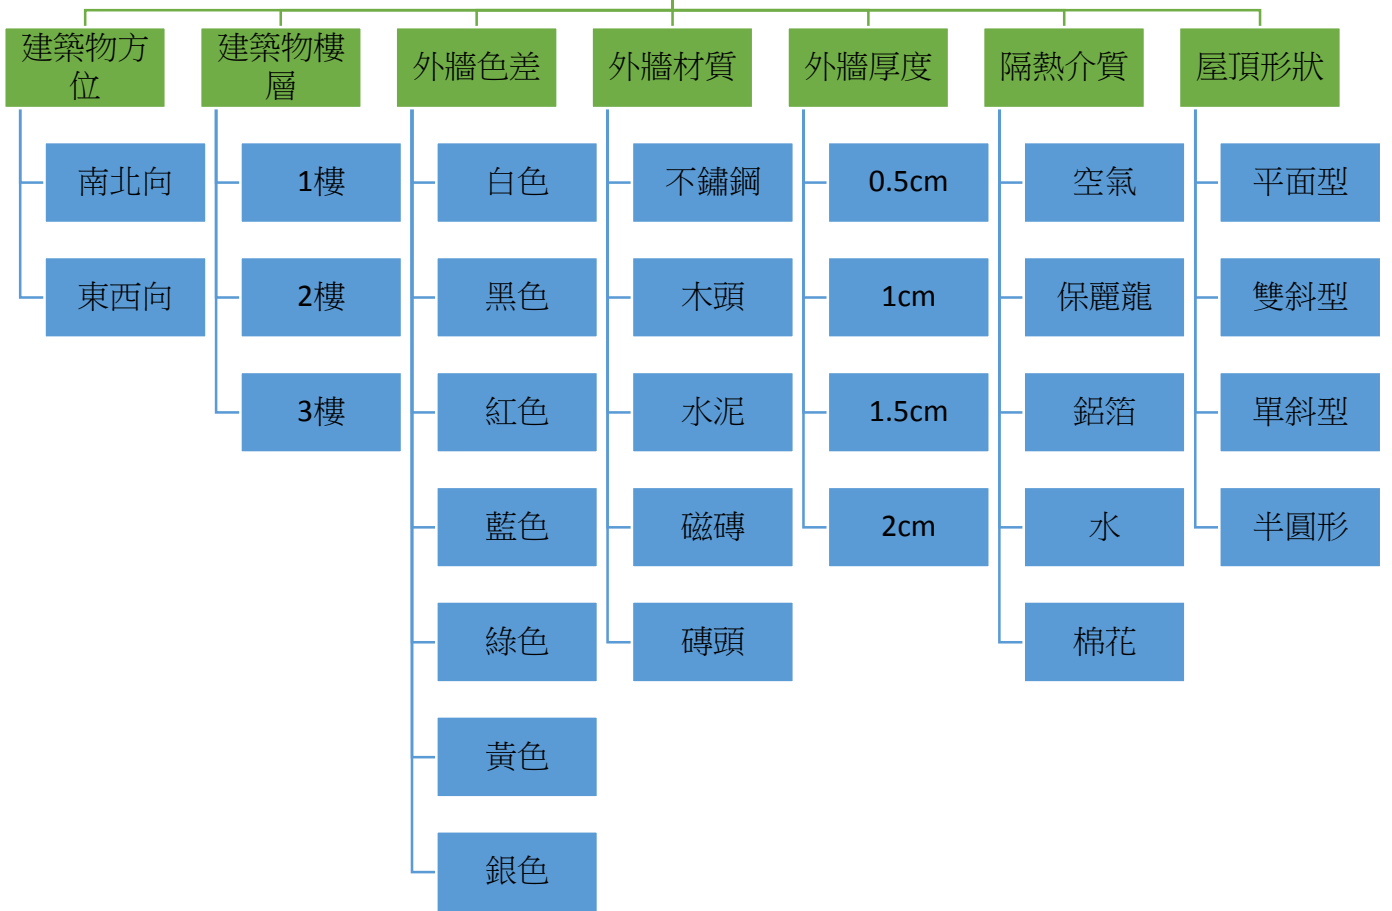 建築物方
位
南北向
東西向
建築物樓
層
1樓
2樓
3樓
外牆色差
白色
黑色
紅色
藍色
綠色
黃色
銀色
外牆材質
不鏽鋼
木頭
水泥
磁磚
磚頭
外牆厚度
0.5cm
1cm
1.5cm
2cm
隔熱介質
空氣
保麗龍
鋁箔
水
棉花
屋頂形狀
平面型
雙斜型
單斜型
半圓形